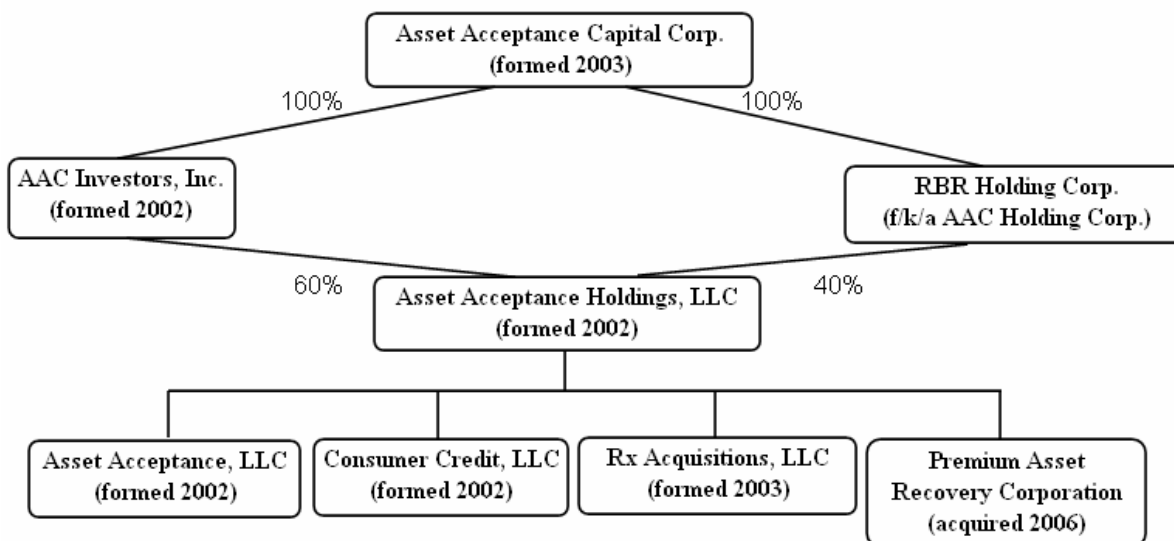 Asset Acceptance Capital Corp.
(formed 2003)
100%
100%
AAC Investors, Inc.
(formed 2002)
RBR Holding Corp.
(f/k/a AAC Holding Corp.)
60%
40%
Asset Acceptance Holdings, LLC
(formed 2002)
Asset Acceptance, LLC
(formed 2002)
Consumer Credit, LLC
(formed 2002)
Rx Acquisitions, LLC
(formed 2003)
Premium Asset
Recovery Corporation
(acquired 2006)